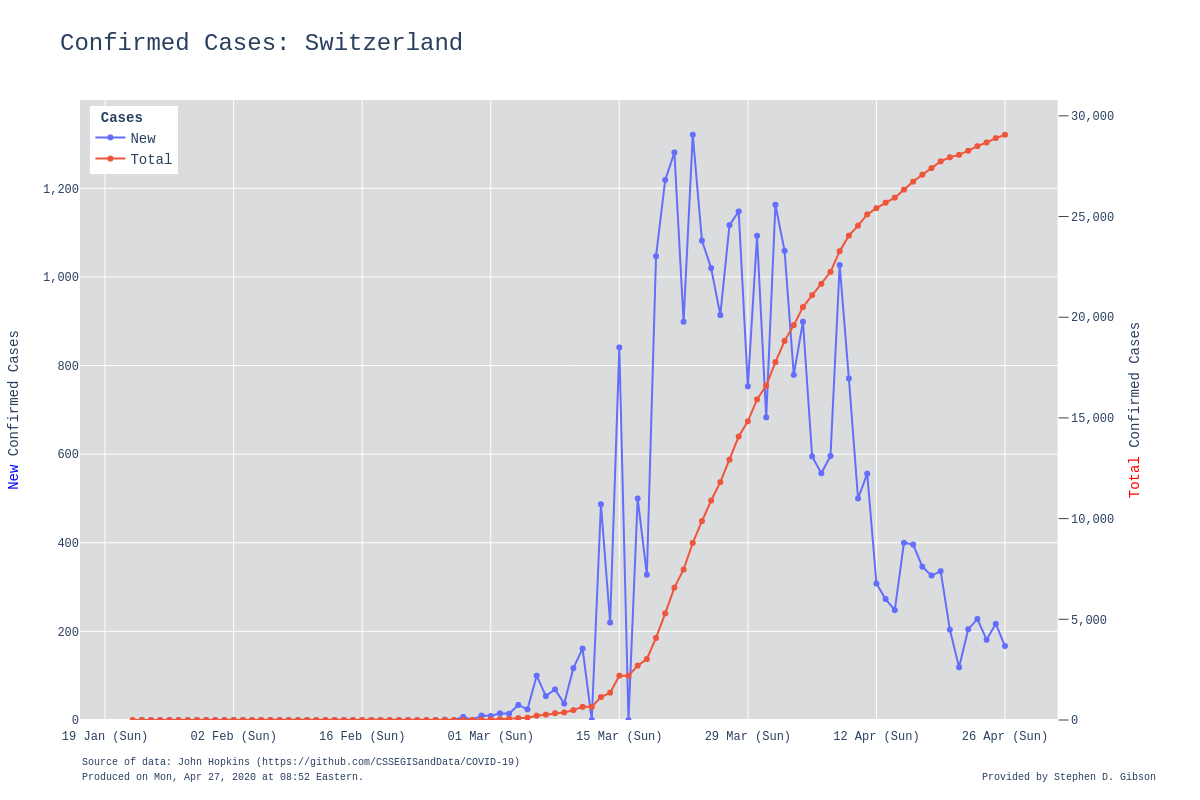 Confirmed Cases: Switzerland
Cases
New
Total
1,200
1,000
800
600
400
200
0
30,000
25,000
20,000
15,000
10,000
5,000
0
New Confirmed Cases
Total Confirmed Cases
19 Jan (Sun) 02 Feb (Sun) 16 Feb (Sun) 01 Mar (Sun) 15 Mar (Sun) 29 Mar (Sun) 12 Apr (Sun) 26 Apr (Sun)
Source of data: John Hopkins (https://github.com/CSSEGISandData/COVID-19)
Produced on Mon, Apr 27, 2020 at 08:52 Eastern.
Provided by Stephen D. Gibson